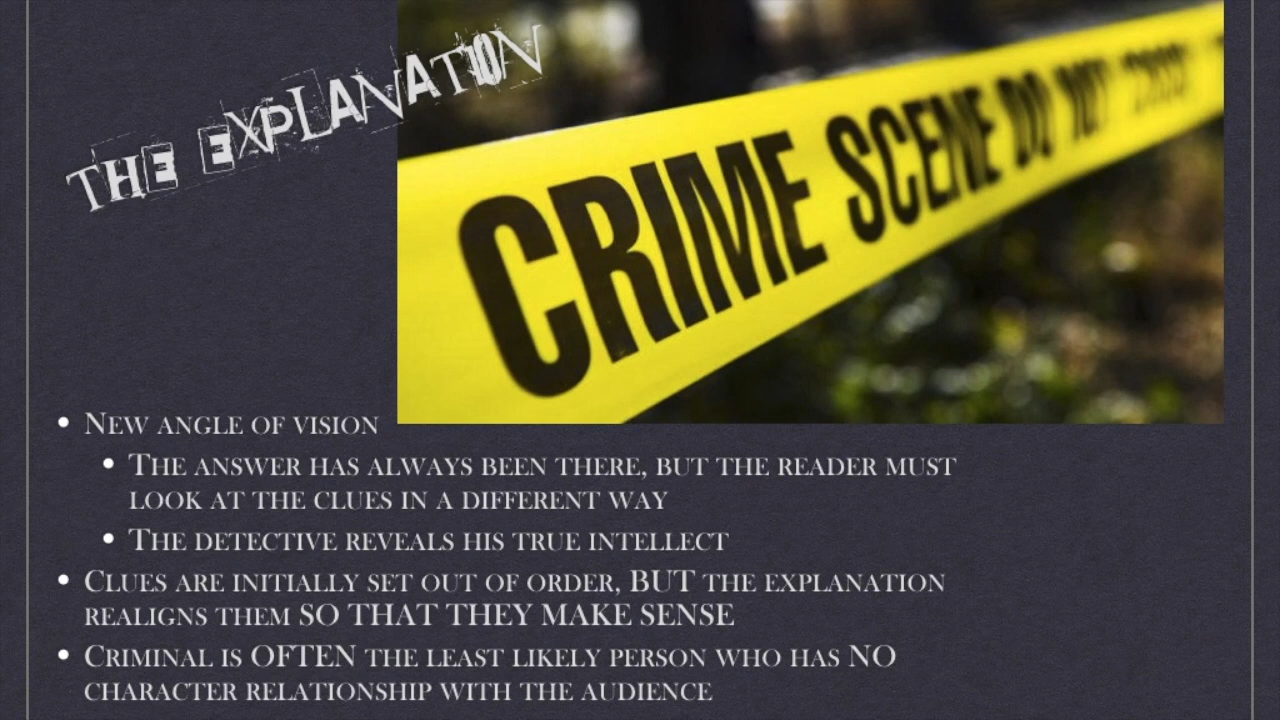 THE EXPLANATION
CRIME SCENE DO NOT CROSS
• New angle of vision
• The answer has always been there, but the reader must
look at the clues in a different way
• The detective reveals his true intellect
• Clues are initially set out of order, BUT the explanation
realigns them SO THAT THEY MAKE SENSE
• Criminal is OFTEN the least likely person who has NO
character relationship with the audience